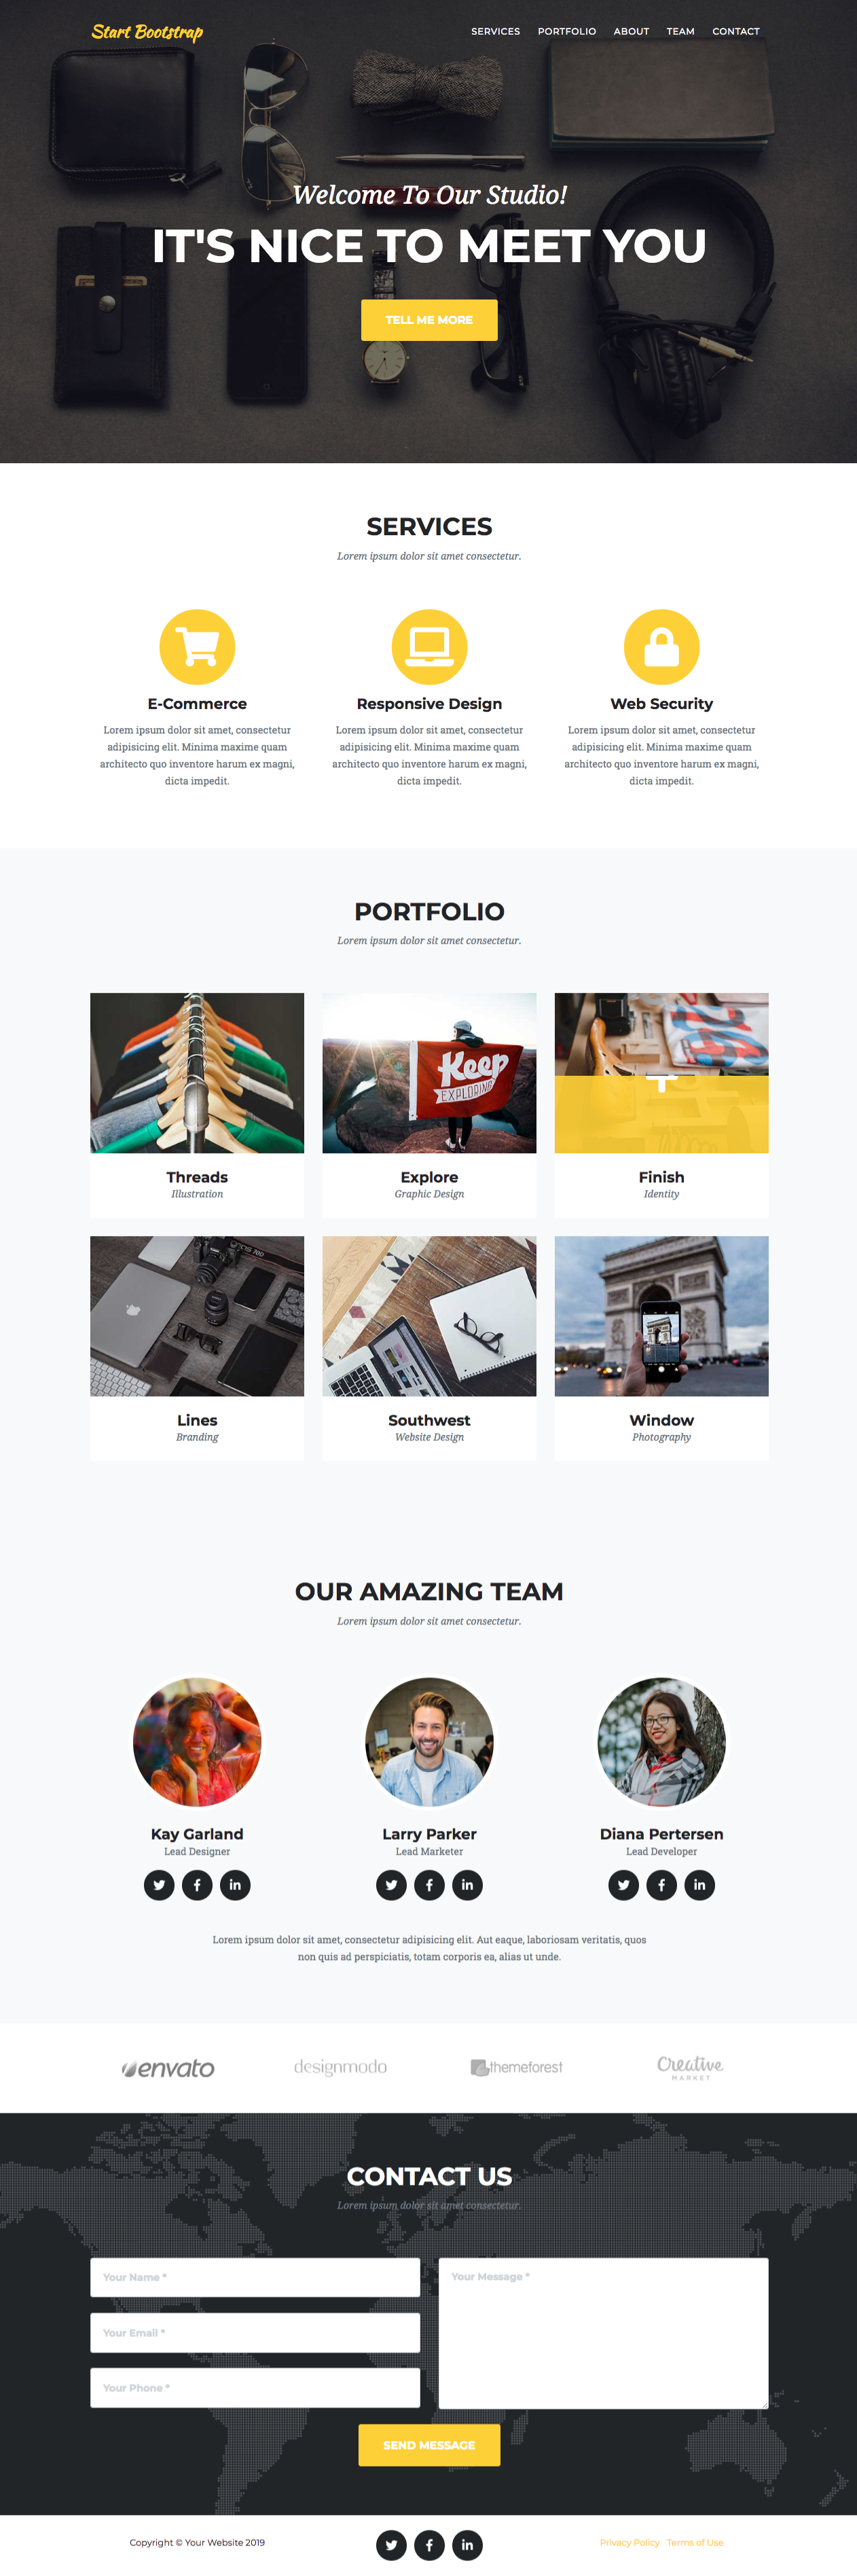 Start Bootstrap
SERVICES PORTFOLIO ABOUT TEAM CONTACT
Welcome To Our Studio!
IT'S NICE TO MEET YOU
TELL ME MORE
SERVICES
Lorem ipsum dolor sit amet consectetur.
E-Commerce
Lorem ipsum dolor sit amet, consectetur
adipisicing elit. Minima maxime quam
architecto quo inventore harum ex magni,
dicta impedit.
Responsive Design
Lorem ipsum dolor sit amet, consectetur
adipisicing elit. Minima maxime quam
architecto quo inventore harum ex magni,
dicta impedit.
Web Security
Lorem ipsum dolor sit amet, consectetur
adipisicing elit. Minima maxime quam
architecto quo inventore harum ex magni,
dicta impedit.
PORTFOLIO
Lorem ipsum dolor sit amet consectetur.
Keep
EXPLORING
Threads
Illustration
Explore
Graphic Design
Finish
Identity
Lines
Branding
Southwest
Website Design
Window
Photography
OUR AMAZING TEAM
Lorem ipsum dolor sit amet consectetur.
Kay Garland
Lead Designer
Larry Parker
Lead Marketer
Diana Pertersen
Lead Developer
Lorem ipsum dolor sit amet, consectetur adipisicing elit. Aut eaque, laboriosam veritatis, quos
non quis ad perspiciatis, totam corporis ea, alias ut unde.
envato
designmodo
themeforest
Creative
MARKET
CONTACT US
Lorem ipsum dolor sit amet consectetur.
Your Name *
Your Email *
Your Phone *
Your Message *
SEND MESSAGE
Copyright © Your Website 2019
Privacy Policy Terms of Use